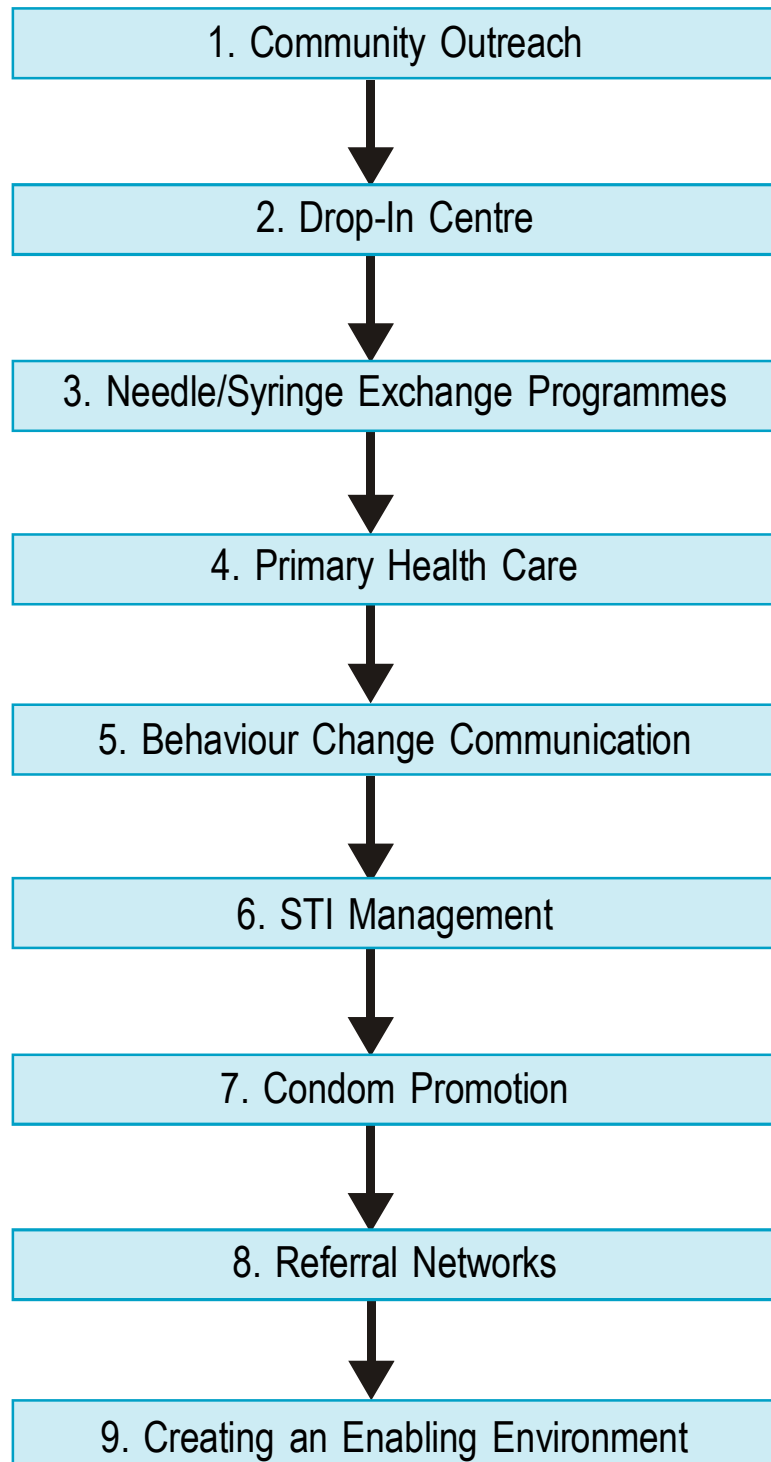 1. Community Outreach
2. Drop-In Centre
3. Needle/Syringe Exchange Programmes
4. Primary Health Care
5. Behaviour Change Communication
6. STI Management
7. Condom Promotion
8. Referral Networks
9. Creating an Enabling Environment